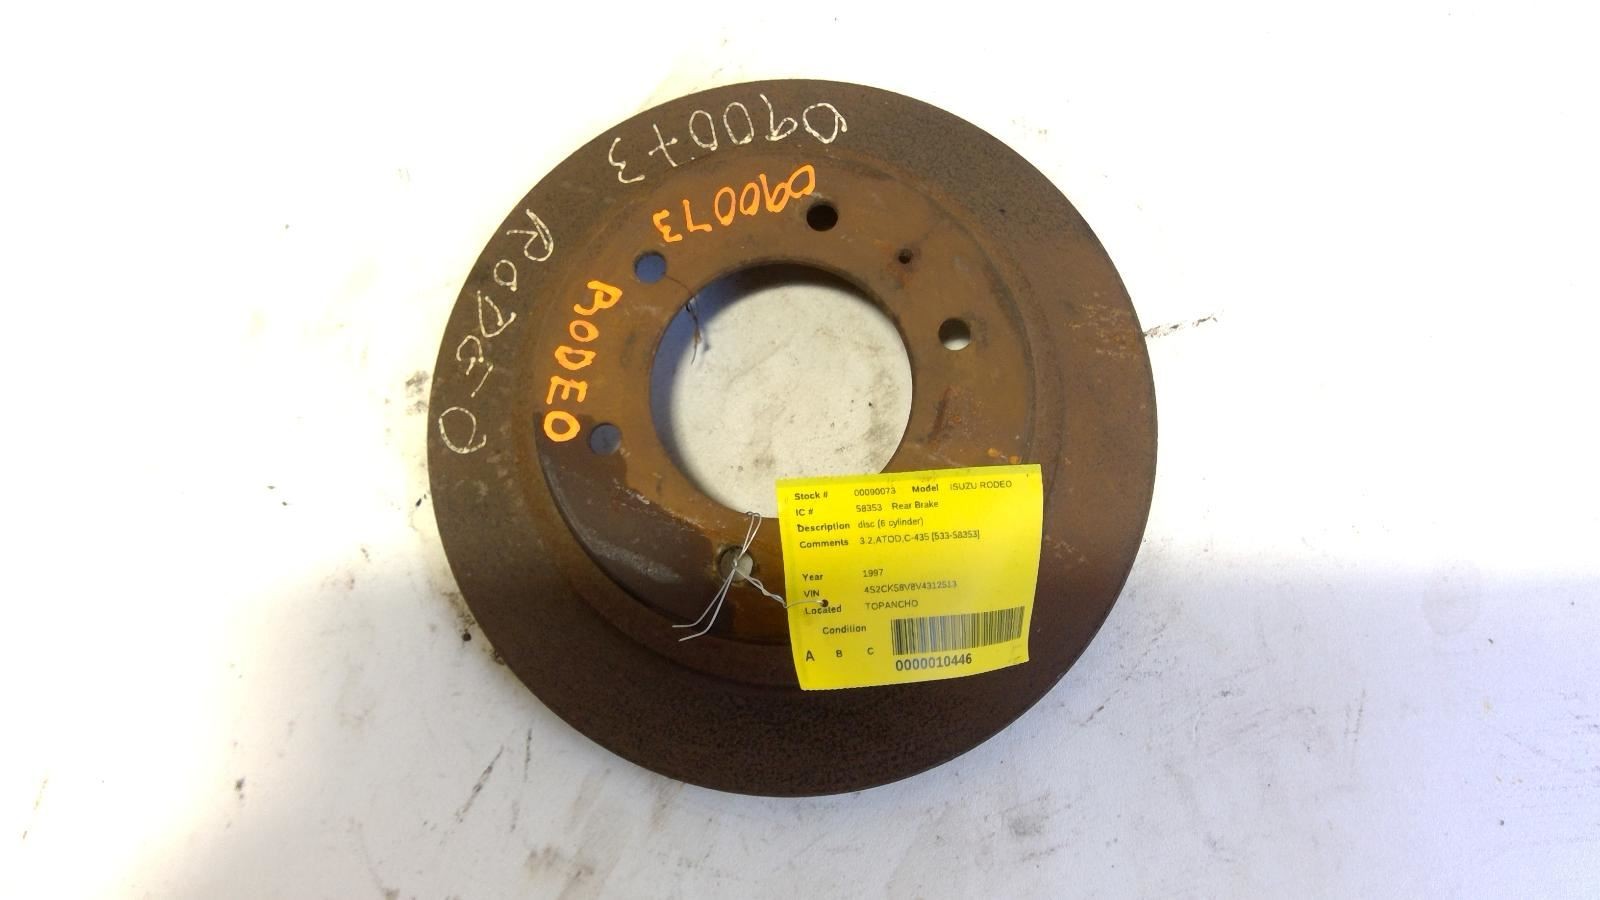 090073
RODEO
090073
RODEO
Stock # 00090073 Model ISUZU RODEO
IC # 58353 Rear Brake
Description disc (6 cylinder)
Comments 3.2,ATOD,C-435 [533-58353]
Year 1997
VIN 4S2CK58V8V4312513
Located TOPANCHO
Condition
A B C
0000010446